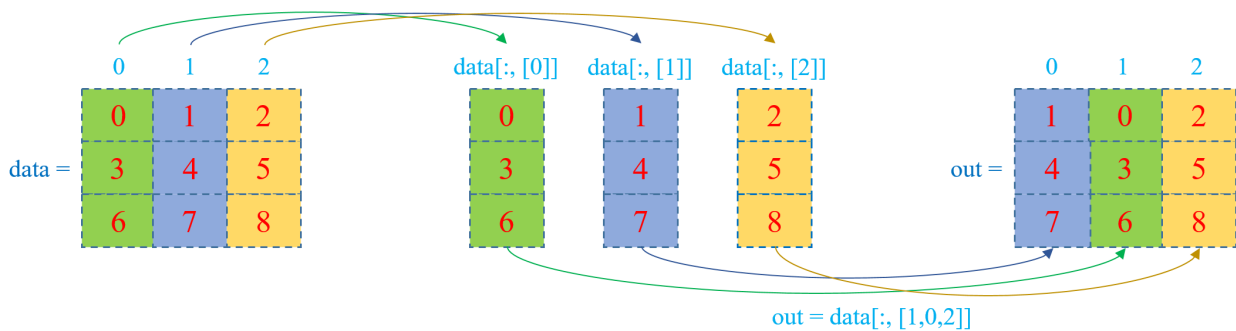 0 1 2 data[:, [0]] data[:, [1]] data[:, [2]] 0 1 2
0 1 2 0 1 2 1 0 2
data = 3 4 5 3 4 5 out = 4 3 5
6 7 8 6 7 8 7 6 8
out = data[:, [1,0,2]]